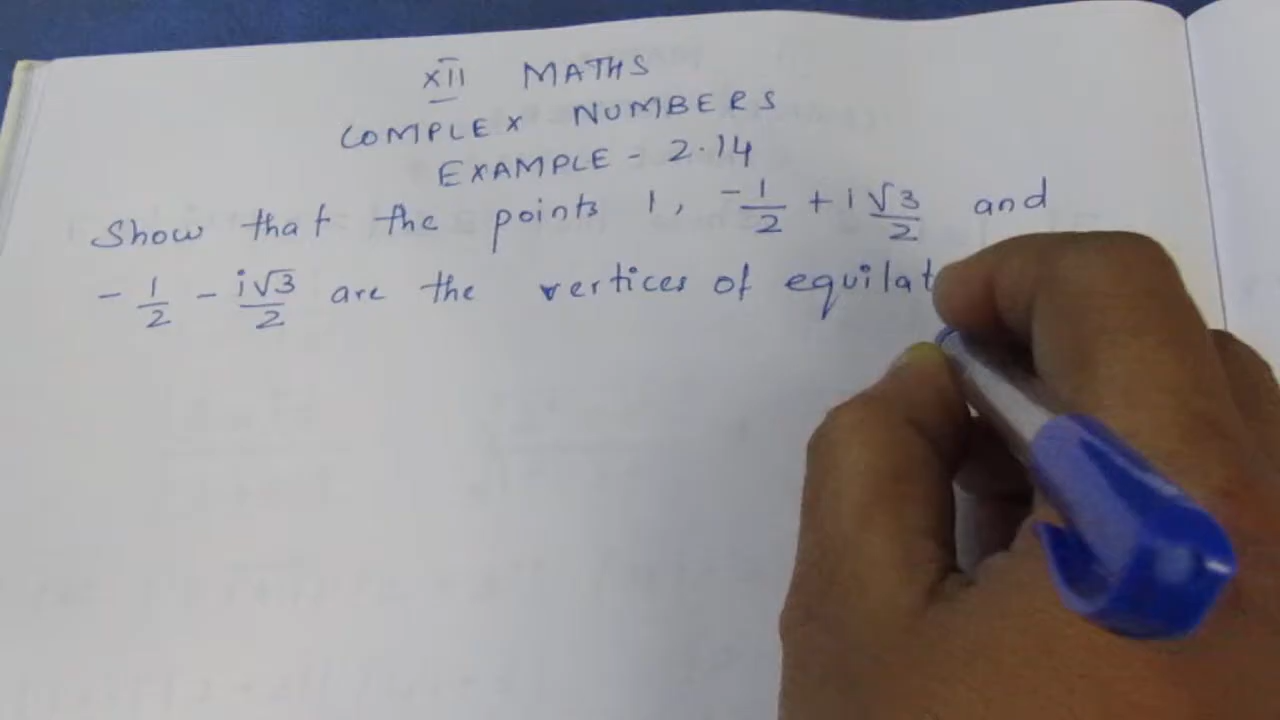 XII MATHS
COMPLEX NUMBERS
EXAMPLE - 2.14
Show that the points 1, -1/2 + i √3/2 and
- 1/2 - i√3/2 are the vertices of equilat